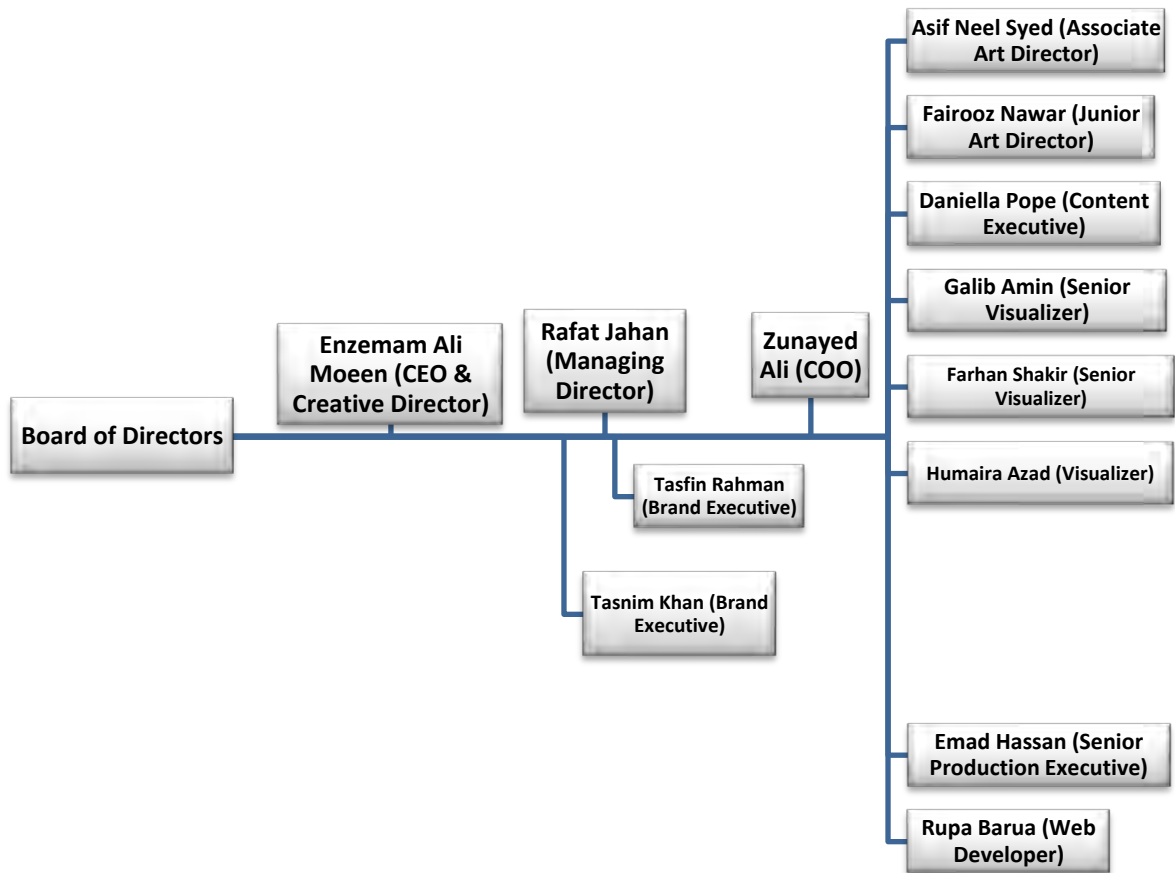 Board of Directors
Enzemam Ali
Moeen (CEO &
Creative Director)
Rafat Jahan
(Managing
Director)
Tasfin Rahman
(Brand Executive)
Tasnim Khan (Brand
Executive)
Zunayed
Ali (COO)
Asif Neel Syed (Associate
Art Director)
Fairooz Nawar (Junior
Art Director)
Daniella Pope (Content
Executive)
Galib Amin (Senior
Visualizer)
Farhan Shakir (Senior
Visualizer)
Humaira Azad (Visualizer)
Emad Hassan (Senior
Production Executive)
Rupa Barua (Web
Developer)